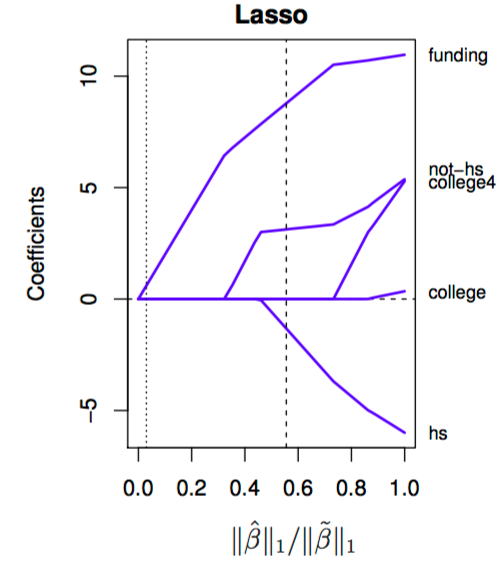 Lasso
Coefficients
10
5
0
−5
funding
not−hs
college4
college
hs
0.0 0.2 0.4 0.6 0.8 1.0
‖β̂‖₁/‖β̃‖₁